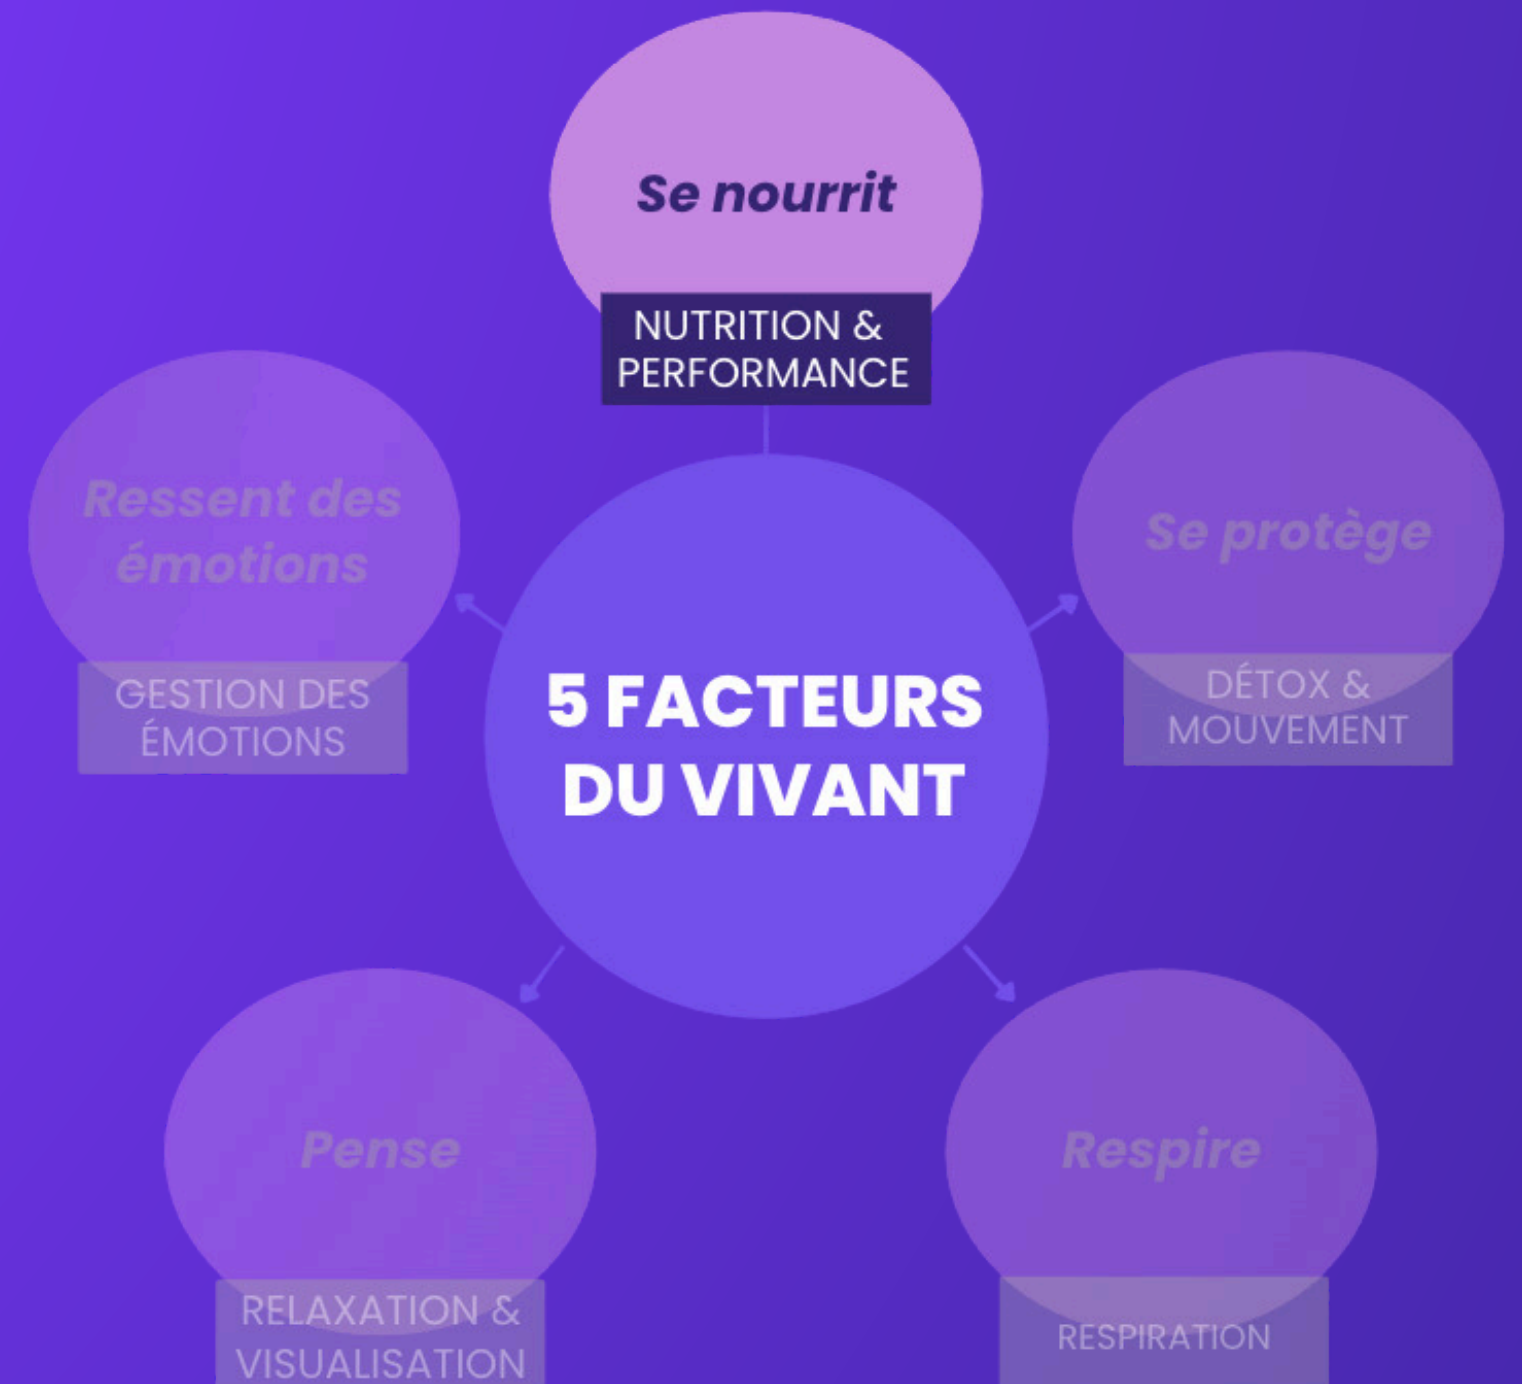 Se nourrit
NUTRITION &
PERFORMANCE
Ressent des
émotions
GESTION DES
ÉMOTIONS
Se protège
DÉTOX &
MOUVEMENT
5 FACTEURS
DU VIVANT
Pense
RELAXATION &
VISUALISATION
Respire
RESPIRATION